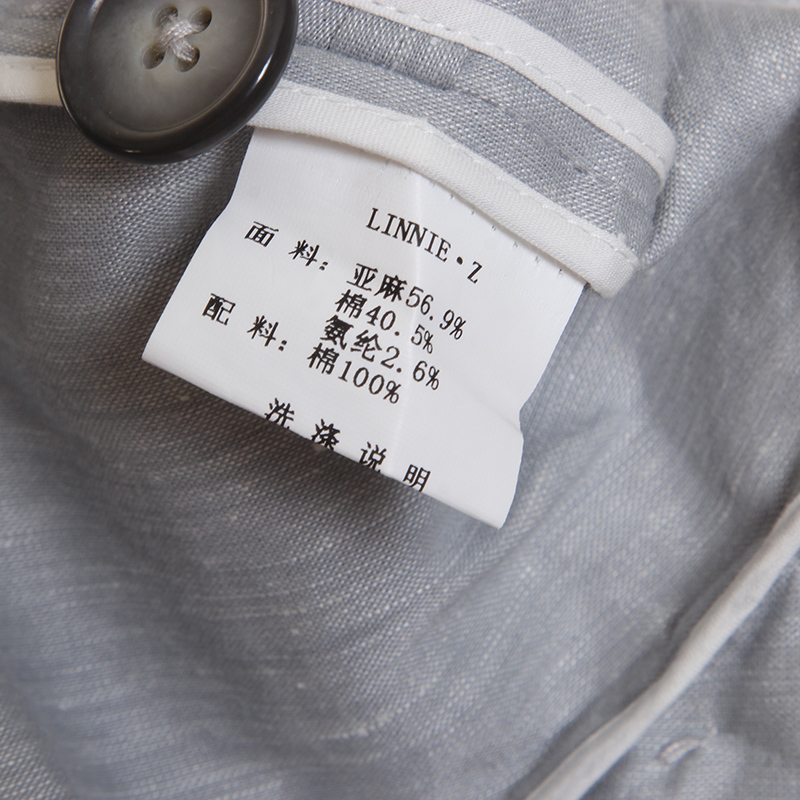 LINNIE·Z
面 料：亚麻56.9%
棉40.5%
氨纶2.6%
配 料：棉100%
洗涤说明